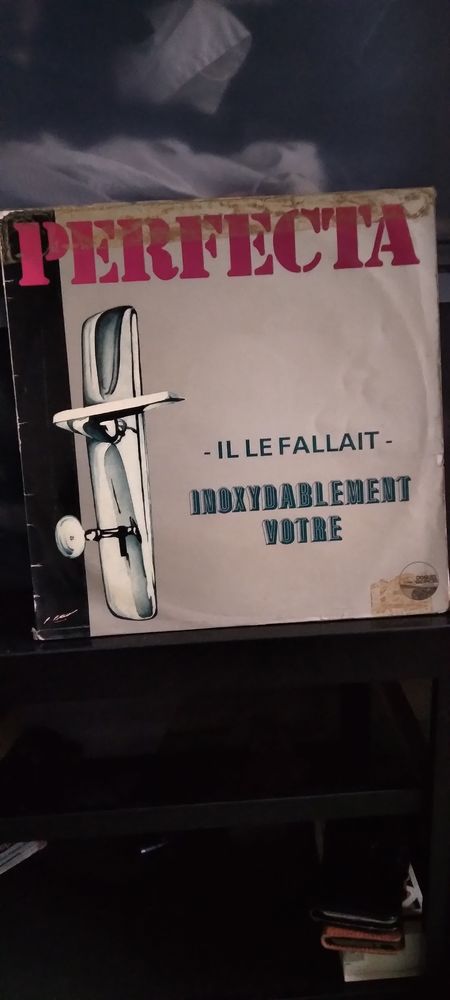 PERFECTA
- IL LE FALLAIT -
INOXYDABLEMENT
VOTRE